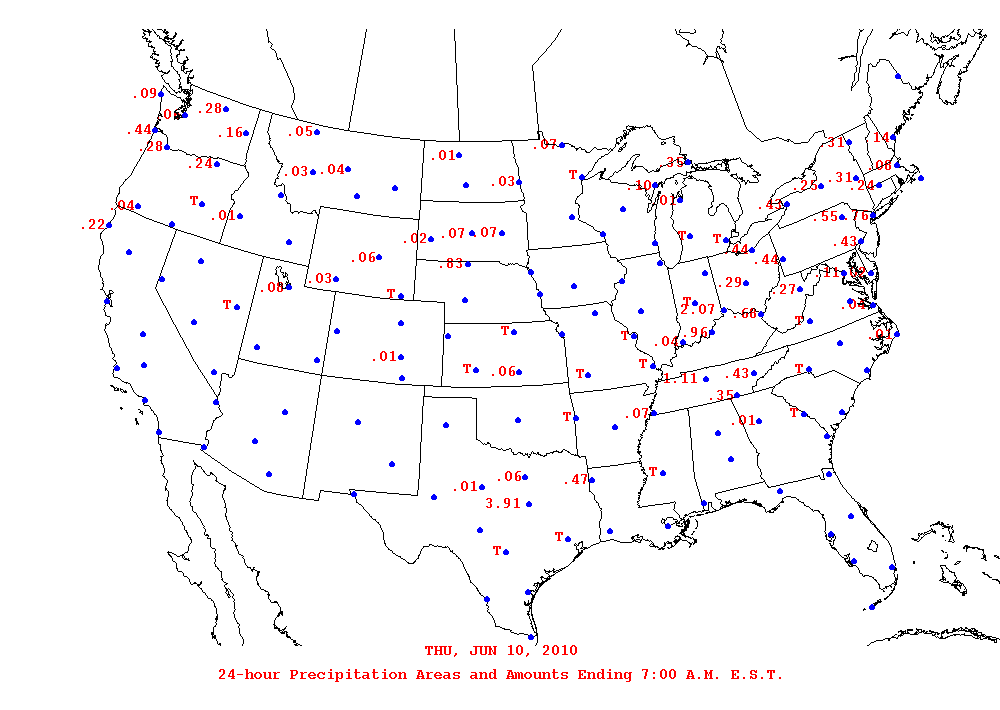 .09
.28
.44
.16
.05
.28
.07
.31
.14
.01
.24
.35
.08
.03
.04
T
.31
.03
.10
.25
.24
T
.01
.04
.01
.43
.55
.76
.22
.02
.07
.07
T
T
.43
.44
.06
.83
.44
.11
.02
.03
.08
.29
.27
T
T
T
2.07
.04
.68
T
T
.96
T
.01
.04
.01
T
T
.06
T
1.11
.43
T
T
.07
.35
T
.01
T
.01
.06
.47
3.91
T
T
THU, JUN 10, 2010
24-hour Precipitation Areas and Amounts Ending 7:00 A.M. E.S.T.